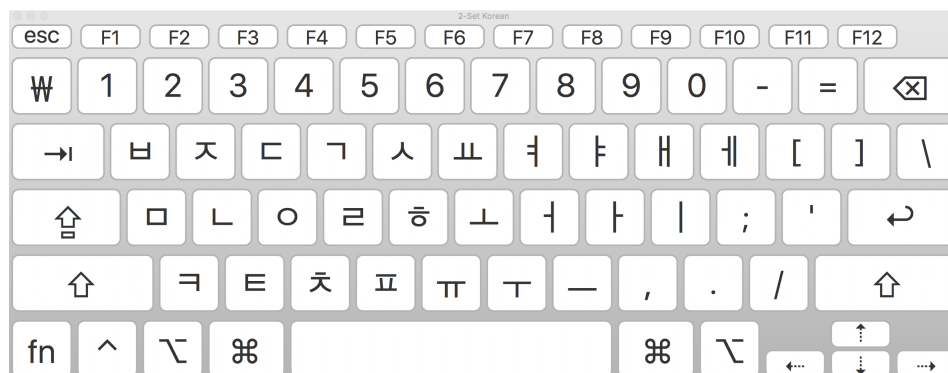 2-Set Korean
esc F1 F2 F3 F4 F5 F6 F7 F8 F9 F10 F11 F12
₩ 1 2 3 4 5 6 7 8 9 0 - = ⌫
⇥ ㅂ ㅈ ㄷ ㄱ ㅅ ㅛ ㅕ ㅑ ㅐ ㅔ [ ] \
⇪ ㅁ ㄴ ㅇ ㄹ ㅎ ㅗ ㅓ ㅏ ㅣ ; ' ↩
⇧ ㅋ ㅌ ㅊ ㅍ ㅠ ㅜ ㅡ , . / ⇧
fn ^ ⌥ ⌘ ⌘ ⌥ ⇠ ⇡ ⇣ ⇢